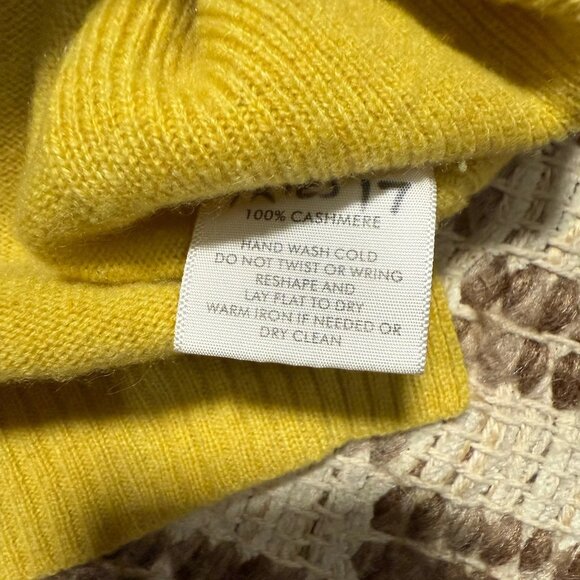 17
100% CASHMERE
HAND WASH COLD
DO NOT TWIST OR WRING
RESHAPE AND
LAY FLAT TO DRY
WARM IRON IF NEEDED OR
DRY CLEAN